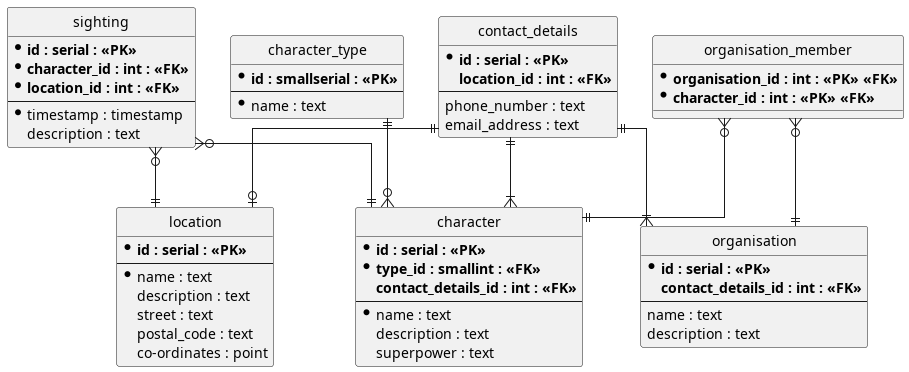 sighting
id : serial : «PK»
character_id : int : «FK»
location_id : int : «FK»
timestamp : timestamp
description : text
character_type
id : smallserial : «PK»
name : text
contact_details
id : serial : «PK»
location_id : int : «FK»
phone_number : text
email_address : text
organisation_member
organisation_id : int : «PK» «FK»
character_id : int : «PK» «FK»
location
id : serial : «PK»
name : text
description : text
street : text
postal_code : text
co-ordinates : point
character
id : serial : «PK»
type_id : smallint : «FK»
contact_details_id : int : «FK»
name : text
description : text
superpower : text
organisation
id : serial : «PK»
contact_details_id : int : «FK»
name : text
description : text